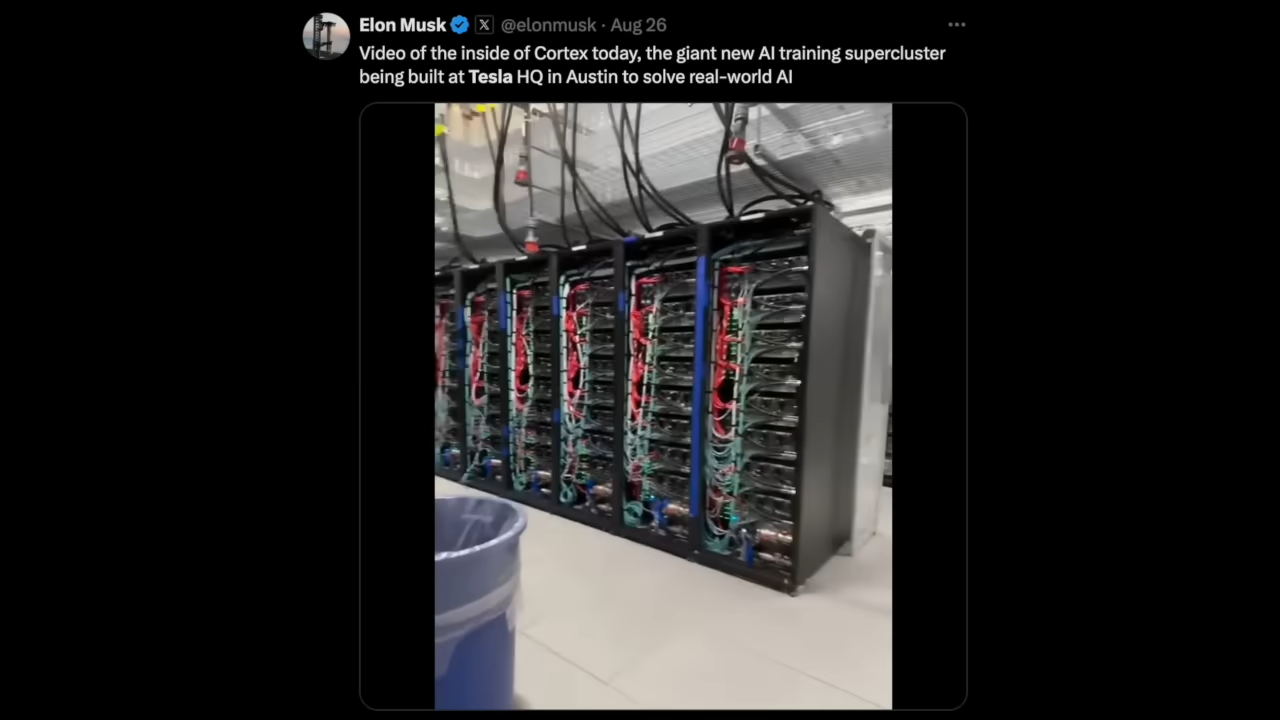 Elon Musk X @elonmusk · Aug 26
Video of the inside of Cortex today, the giant new AI training supercluster
being built at Tesla HQ in Austin to solve real-world AI